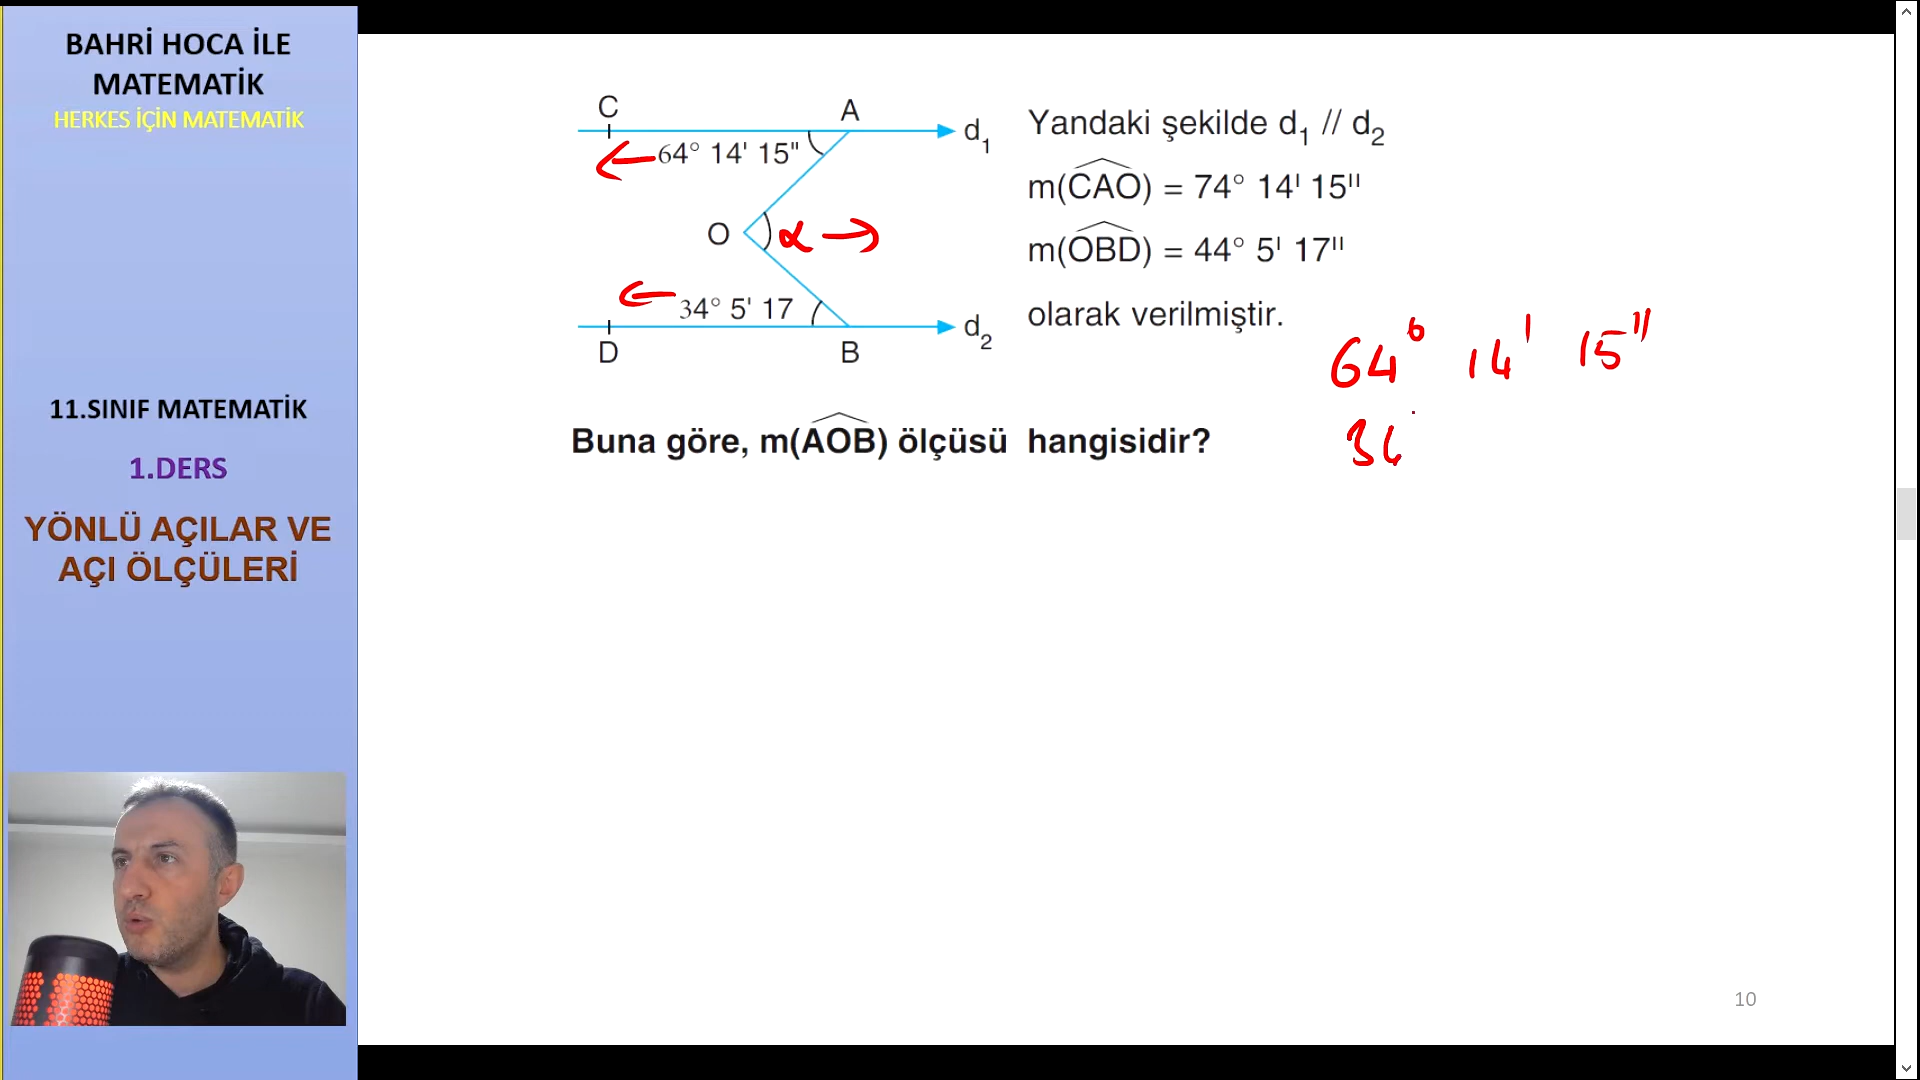 BAHRİ HOCA İLE
MATEMATİK
HERKES İÇİN MATEMATİK
11.SINIF MATEMATİK
1.DERS
YÖNLÜ AÇILAR VE
AÇI ÖLÇÜLERİ
C
A
d₁
64° 14' 15"
O
α
34° 5' 17
d₂
D
B
Yandaki şekilde d₁ // d₂
m(CAO) = 74° 14' 15''
m(OBD) = 44° 5' 17''
olarak verilmiştir.
64° 14' 15''
34
Buna göre, m(AOB) ölçüsü hangisidir?
10